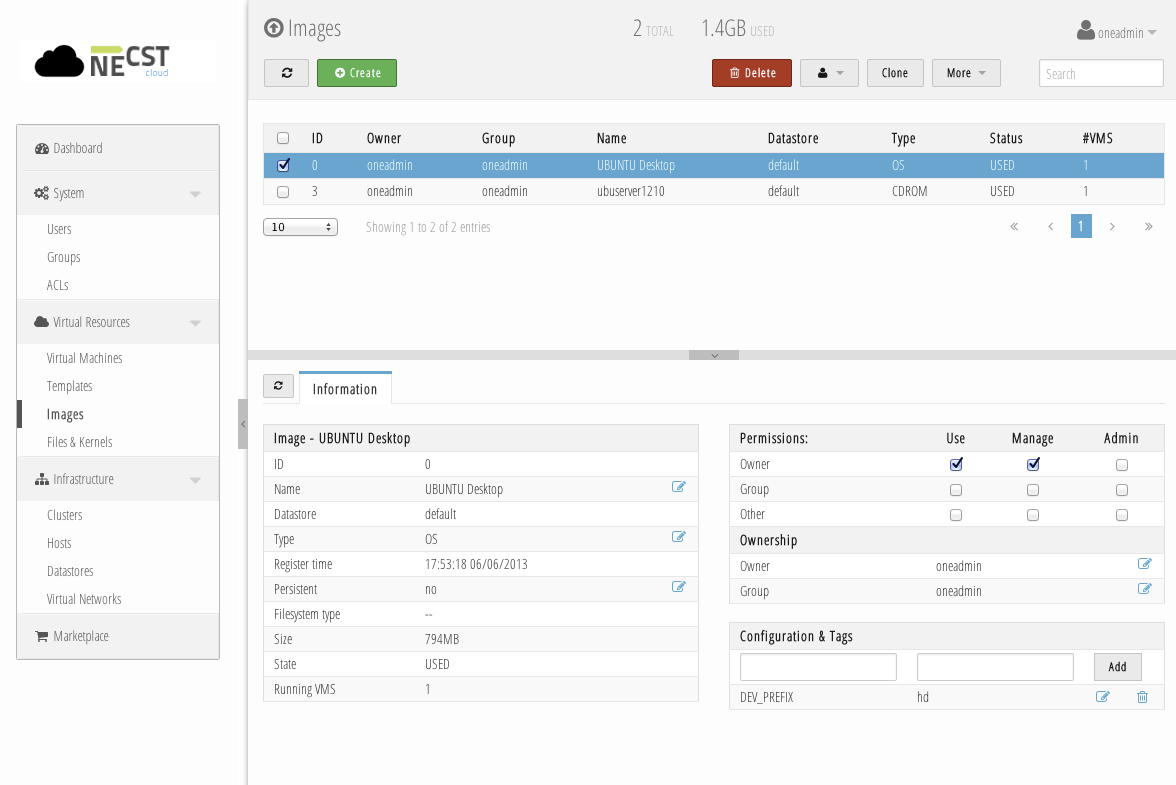 NECST
cloud
Dashboard
System
Users
Groups
ACLs
Virtual Resources
Virtual Machines
Templates
Images
Files & Kernels
Infrastructure
Clusters
Hosts
Datastores
Virtual Networks
Marketplace
Images 2 TOTAL 1.4GB USED oneadmin
Create Delete Clone More Search
ID Owner Group Name Datastore Type Status #VMS
0 oneadmin oneadmin UBUNTU Desktop default OS USED 1
3 oneadmin oneadmin ubuserver1210 default CDROM USED 1
10 Showing 1 to 2 of 2 entries « ‹ 1 › »
Information
Image - UBUNTU Desktop
ID 0
Name UBUNTU Desktop
Datastore default
Type OS
Register time 17:53:18 06/06/2013
Persistent no
Filesystem type --
Size 794MB
State USED
Running VMS 1
Permissions: Use Manage Admin
Owner
Group
Other
Ownership
Owner oneadmin
Group oneadmin
Configuration & Tags
Add
DEV_PREFIX hd